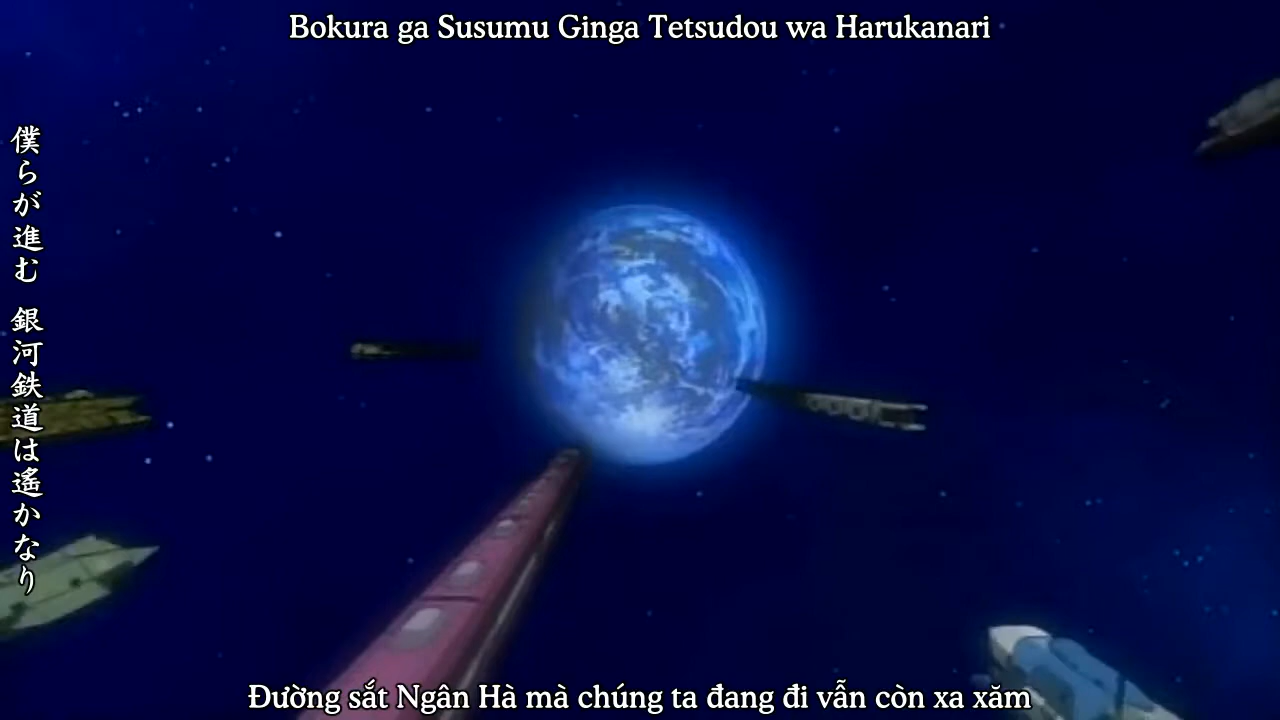 Bokura ga Susumu Ginga Tetsudou wa Harukanari
僕らが進む 銀河鉄道は遙かなり
Đường sắt Ngân Hà mà chúng ta đang đi vẫn còn xa xăm